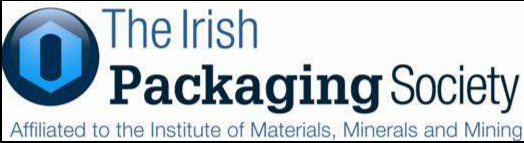 The Irish
Packaging Society
Affiliated to the Institute of Materials, Minerals and Mining